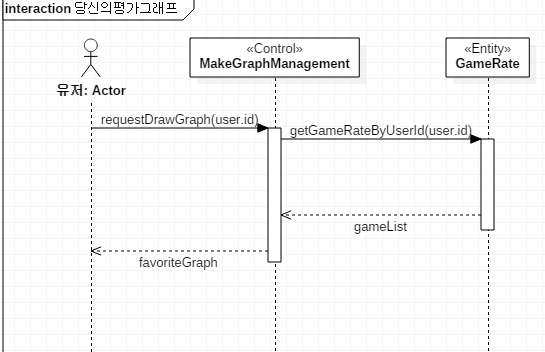 interaction 당신의평가그래프
«Control»
MakeGraphManagement
«Entity»
GameRate
유저: Actor
requestDrawGraph(user.id)
getGameRateByUserId(user.id)
gameList
favoriteGraph